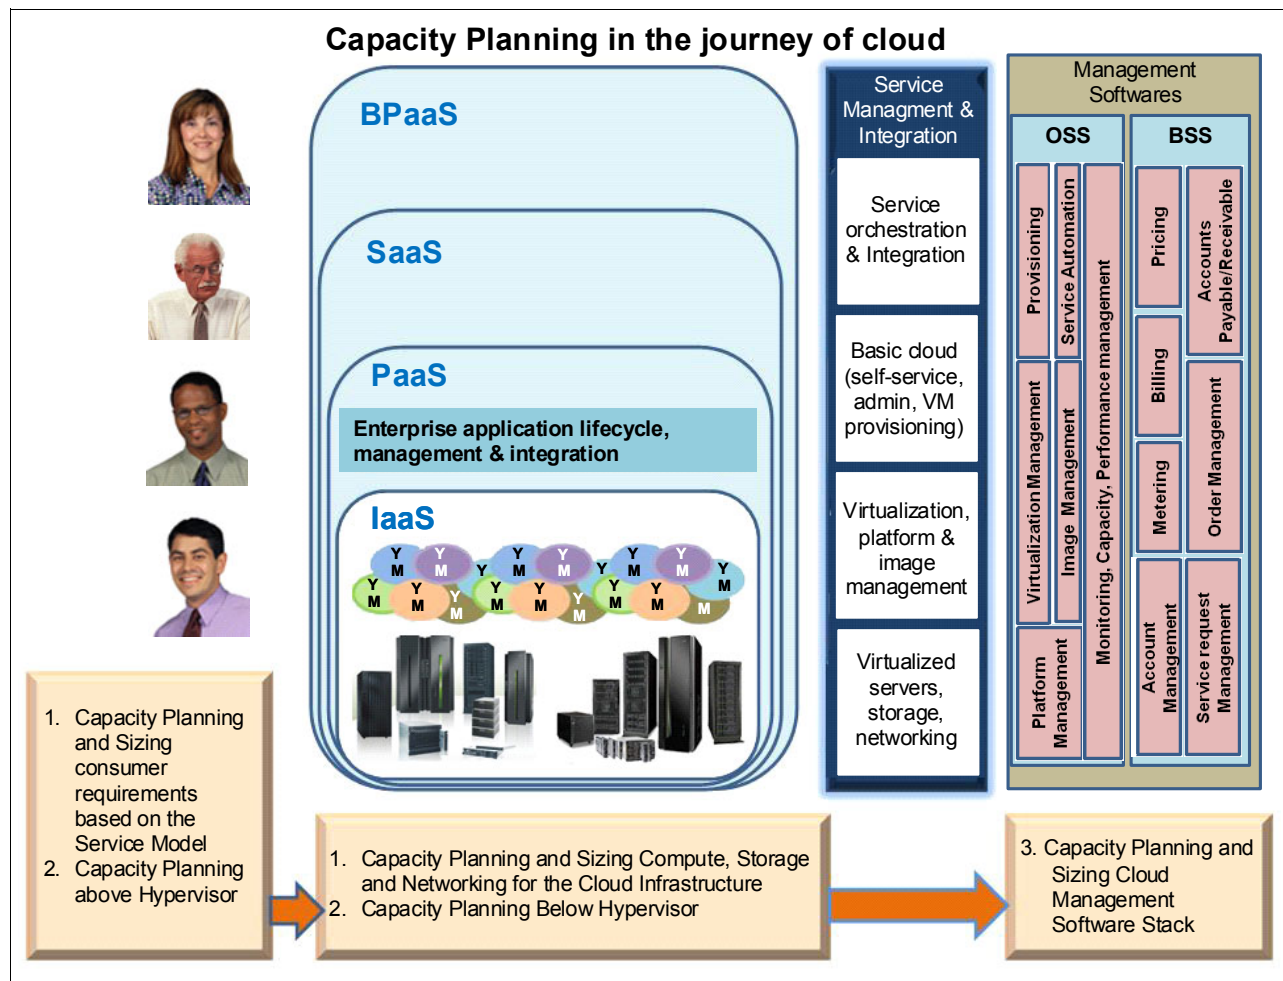 Capacity Planning in the journey of cloud
BPaaS
SaaS
PaaS
Enterprise application lifecycle,
management & integration
IaaS
Y
M
Y
M
Y
M
Y
M
Y
M
Y
M
Y
M
Y
M
Y
M
Y
M
Y
M
Y
M
Y
M
Y
M
Y
M
M
Service
Managment &
Integration
Service
orchestration
& Integration
Basic cloud
(self-service,
admin, VM
provisioning)
Virtualization,
platform &
image
management
Virtualized
servers,
storage,
networking
Management
Softwares
OSS
Provisioning
Service Automation
Virtualization Management
Image Management
Platform
Management
Monitoring, Capacity, Performance management
BSS
Pricing
Accounts
Payable/Receivable
Billing
Order Management
Metering
Account
Management
Service request
Management
1. Capacity Planning
and Sizing
consumer
requirements
based on the
Service Model
2. Capacity Planning
above Hypervisor
1. Capacity Planning and Sizing Compute, Storage
and Networking for the Cloud Infrastructure
2. Capacity Planning Below Hypervisor
3. Capacity Planning and
Sizing Cloud
Management
Software Stack